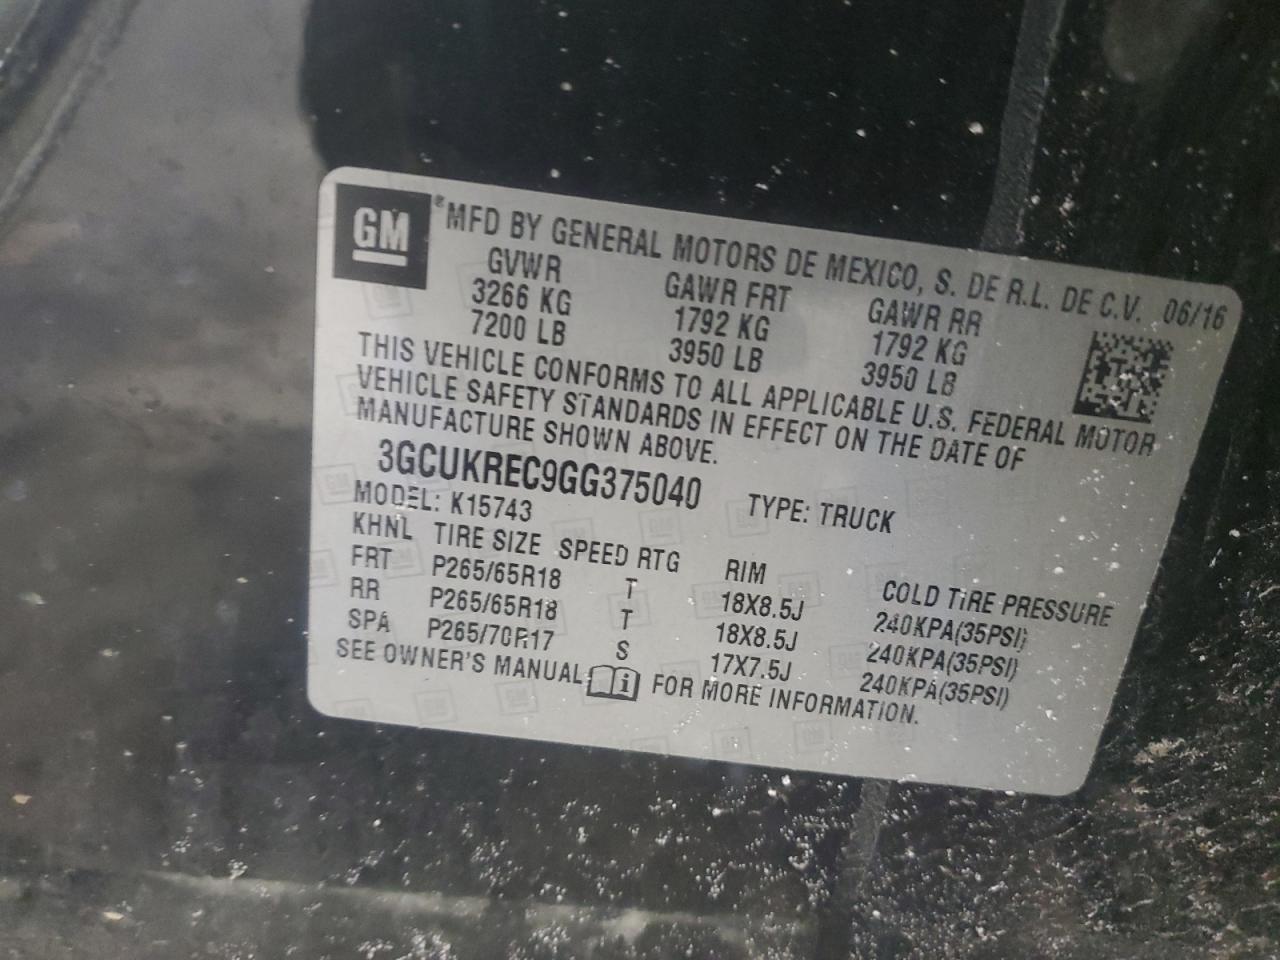 GM ® MFD BY GENERAL MOTORS DE MEXICO, S. DE R.L. DE C.V. 06/16
GVWR GAWR FRT GAWR RR
3266 KG 1792 KG 1792 KG
7200 LB 3950 LB 3950 LB
THIS VEHICLE CONFORMS TO ALL APPLICABLE U.S. FEDERAL MOTOR
VEHICLE SAFETY STANDARDS IN EFFECT ON THE DATE OF
MANUFACTURE SHOWN ABOVE.
3GCUKREC9GG375040 TYPE: TRUCK
MODEL: K15743
KHNL TIRE SIZE SPEED RTG RIM COLD TIRE PRESSURE
FRT P265/65R18 T 18X8.5J 240KPA(35PSI)
RR P265/65R18 T 18X8.5J 240KPA(35PSI)
SPA P265/70R17 S 17X7.5J 240KPA(35PSI)
SEE OWNER'S MANUAL i FOR MORE INFORMATION.